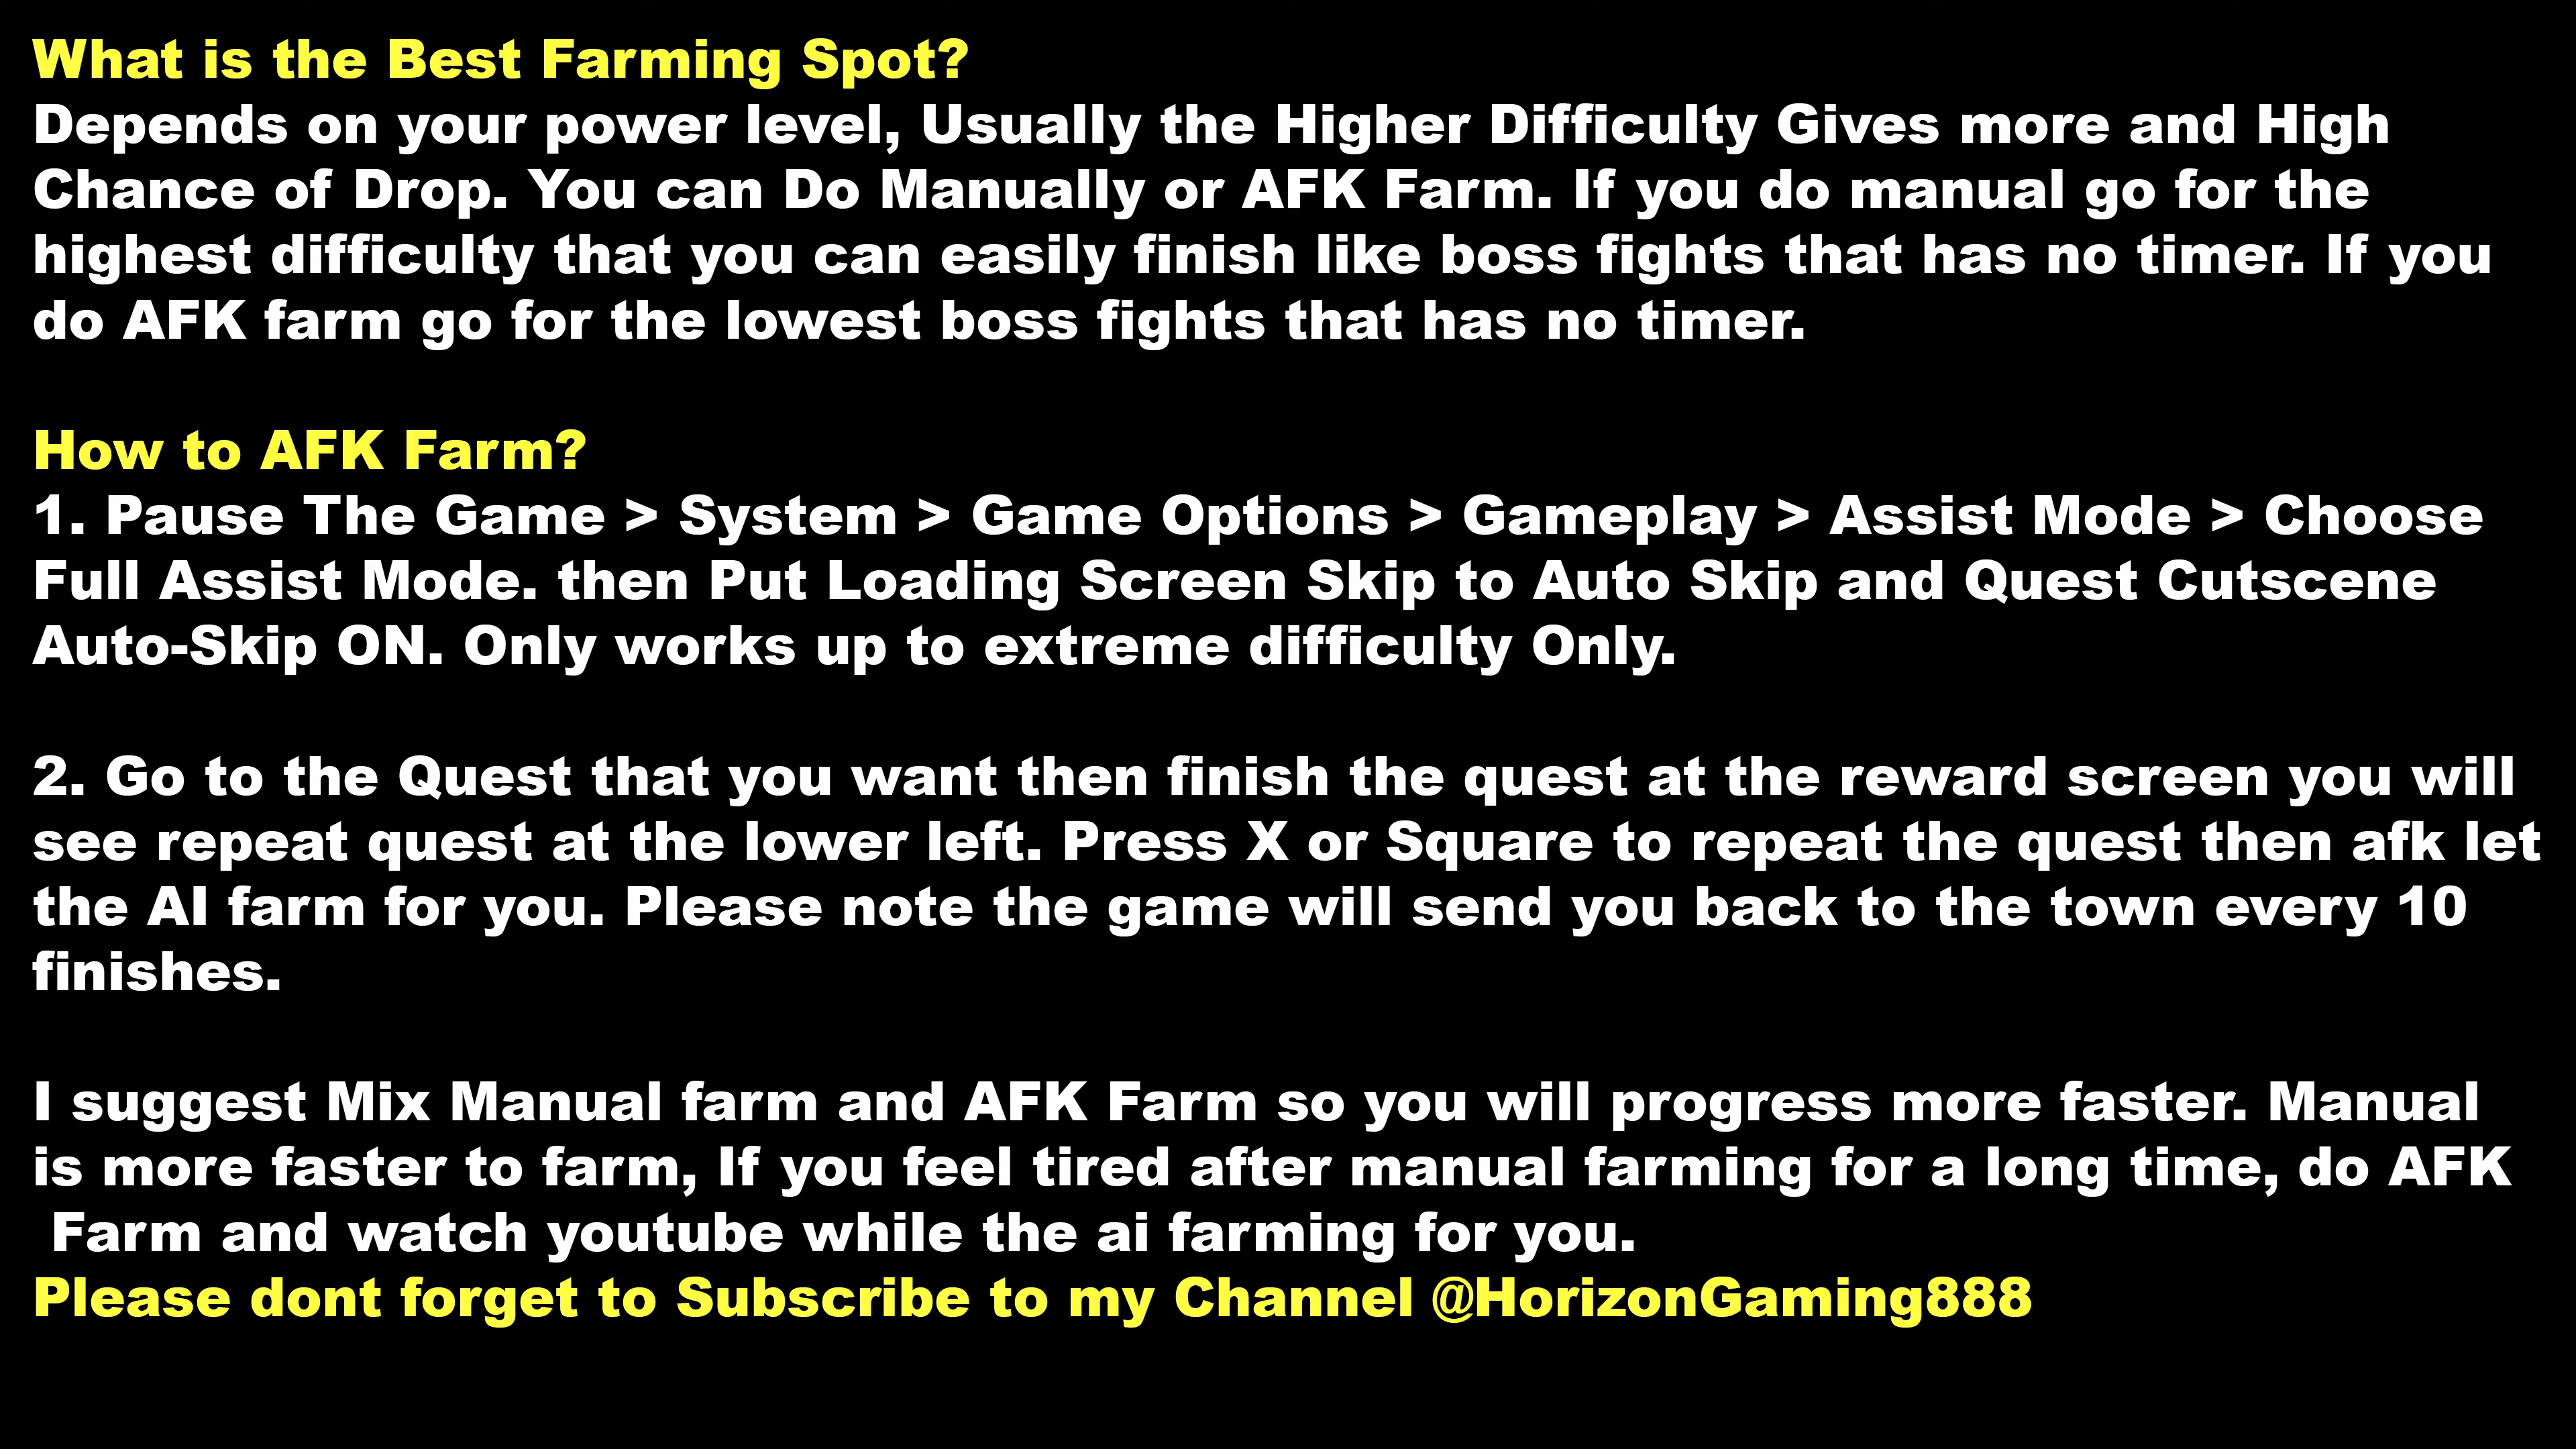 What is the Best Farming Spot?
Depends on your power level, Usually the Higher Difficulty Gives more and High
Chance of Drop. You can Do Manually or AFK Farm. If you do manual go for the
highest difficulty that you can easily finish like boss fights that has no timer. If you
do AFK farm go for the lowest boss fights that has no timer.
How to AFK Farm?
1. Pause The Game > System > Game Options > Gameplay > Assist Mode > Choose
Full Assist Mode. then Put Loading Screen Skip to Auto Skip and Quest Cutscene
Auto-Skip ON. Only works up to extreme difficulty Only.
2. Go to the Quest that you want then finish the quest at the reward screen you will
see repeat quest at the lower left. Press X or Square to repeat the quest then afk let
the AI farm for you. Please note the game will send you back to the town every 10
finishes.
I suggest Mix Manual farm and AFK Farm so you will progress more faster. Manual
is more faster to farm, If you feel tired after manual farming for a long time, do AFK
Farm and watch youtube while the ai farming for you.
Please dont forget to Subscribe to my Channel @HorizonGaming888